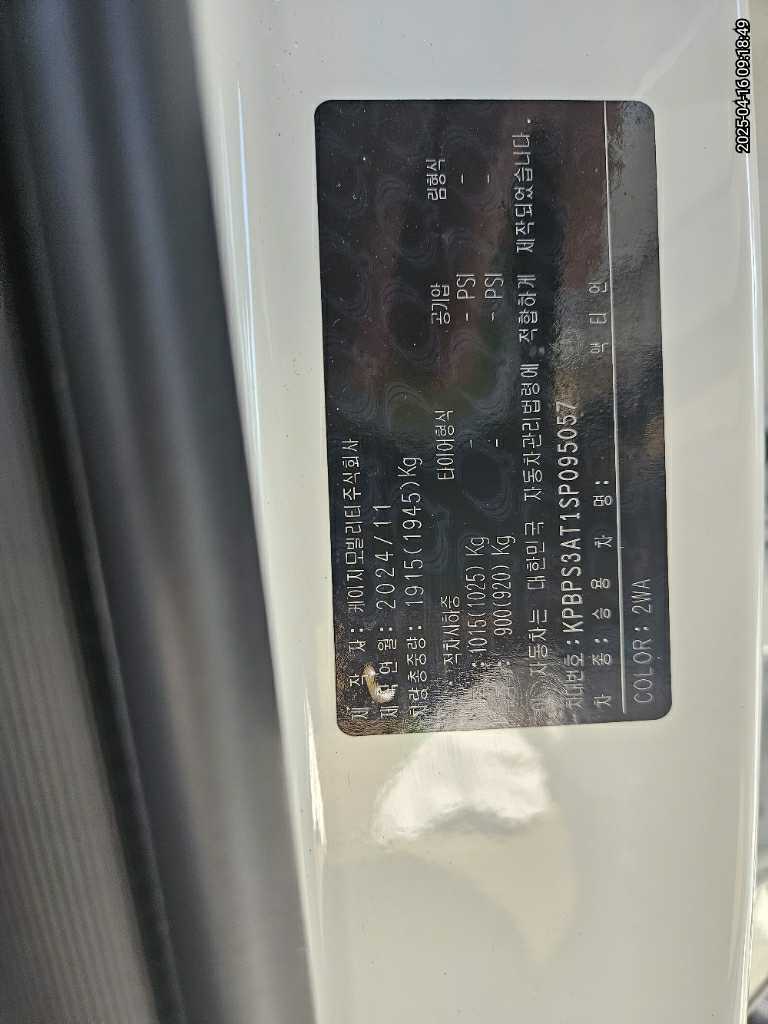 제 작 자: 케이지모빌리티주식회사
제 작 연 월: 2024/11
차량총중량: 1915(1945)Kg
적차시하중 타이어형식 공기압 림형식
: 1015(1025) Kg - - PSI -
: 900(920) Kg - - PSI -
이 자동차는 대한민국 자동차관리법령에 적합하게 제작되었습니다.
차대번호:KPBPS3AT1SP095057
차 종: 승 용 차 명: 액 티 언
COLOR: 2WA
2025-04-16 09:18:49